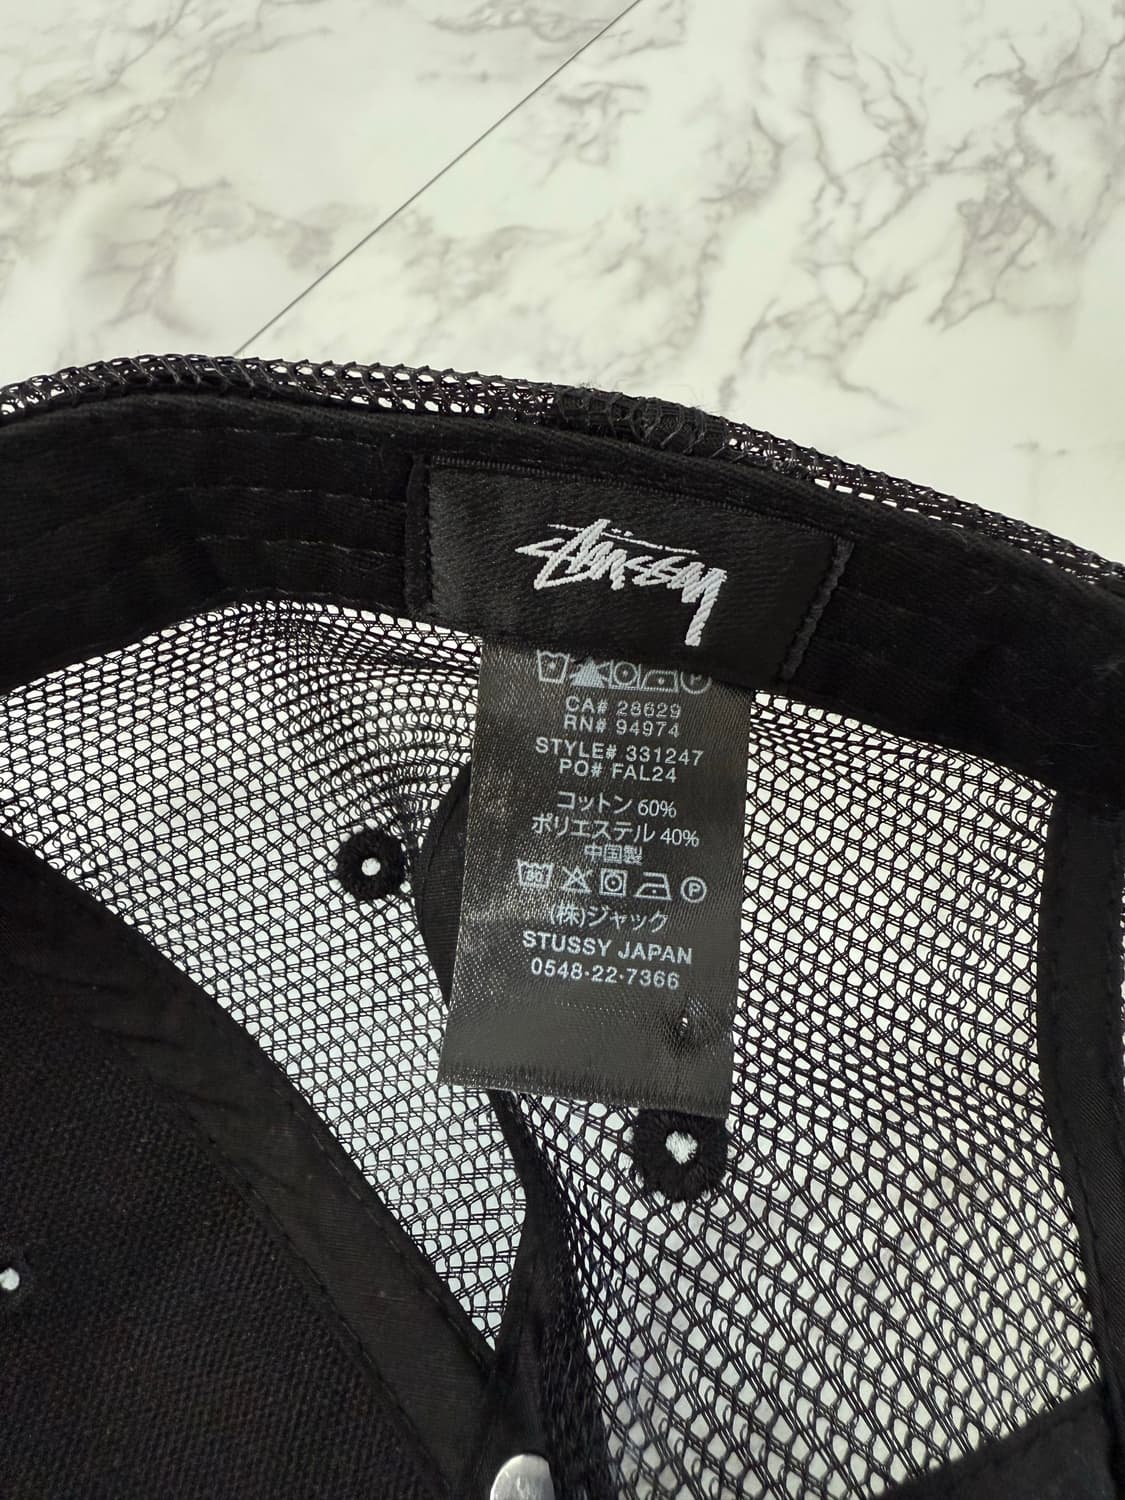 Stüssy
CA# 28629
RN# 94974
STYLE# 331247
PO# FAL24
コットン 60%
ポリエステル 40%
中国製
(株)ジャック
STUSSY JAPAN
0548-22-7366